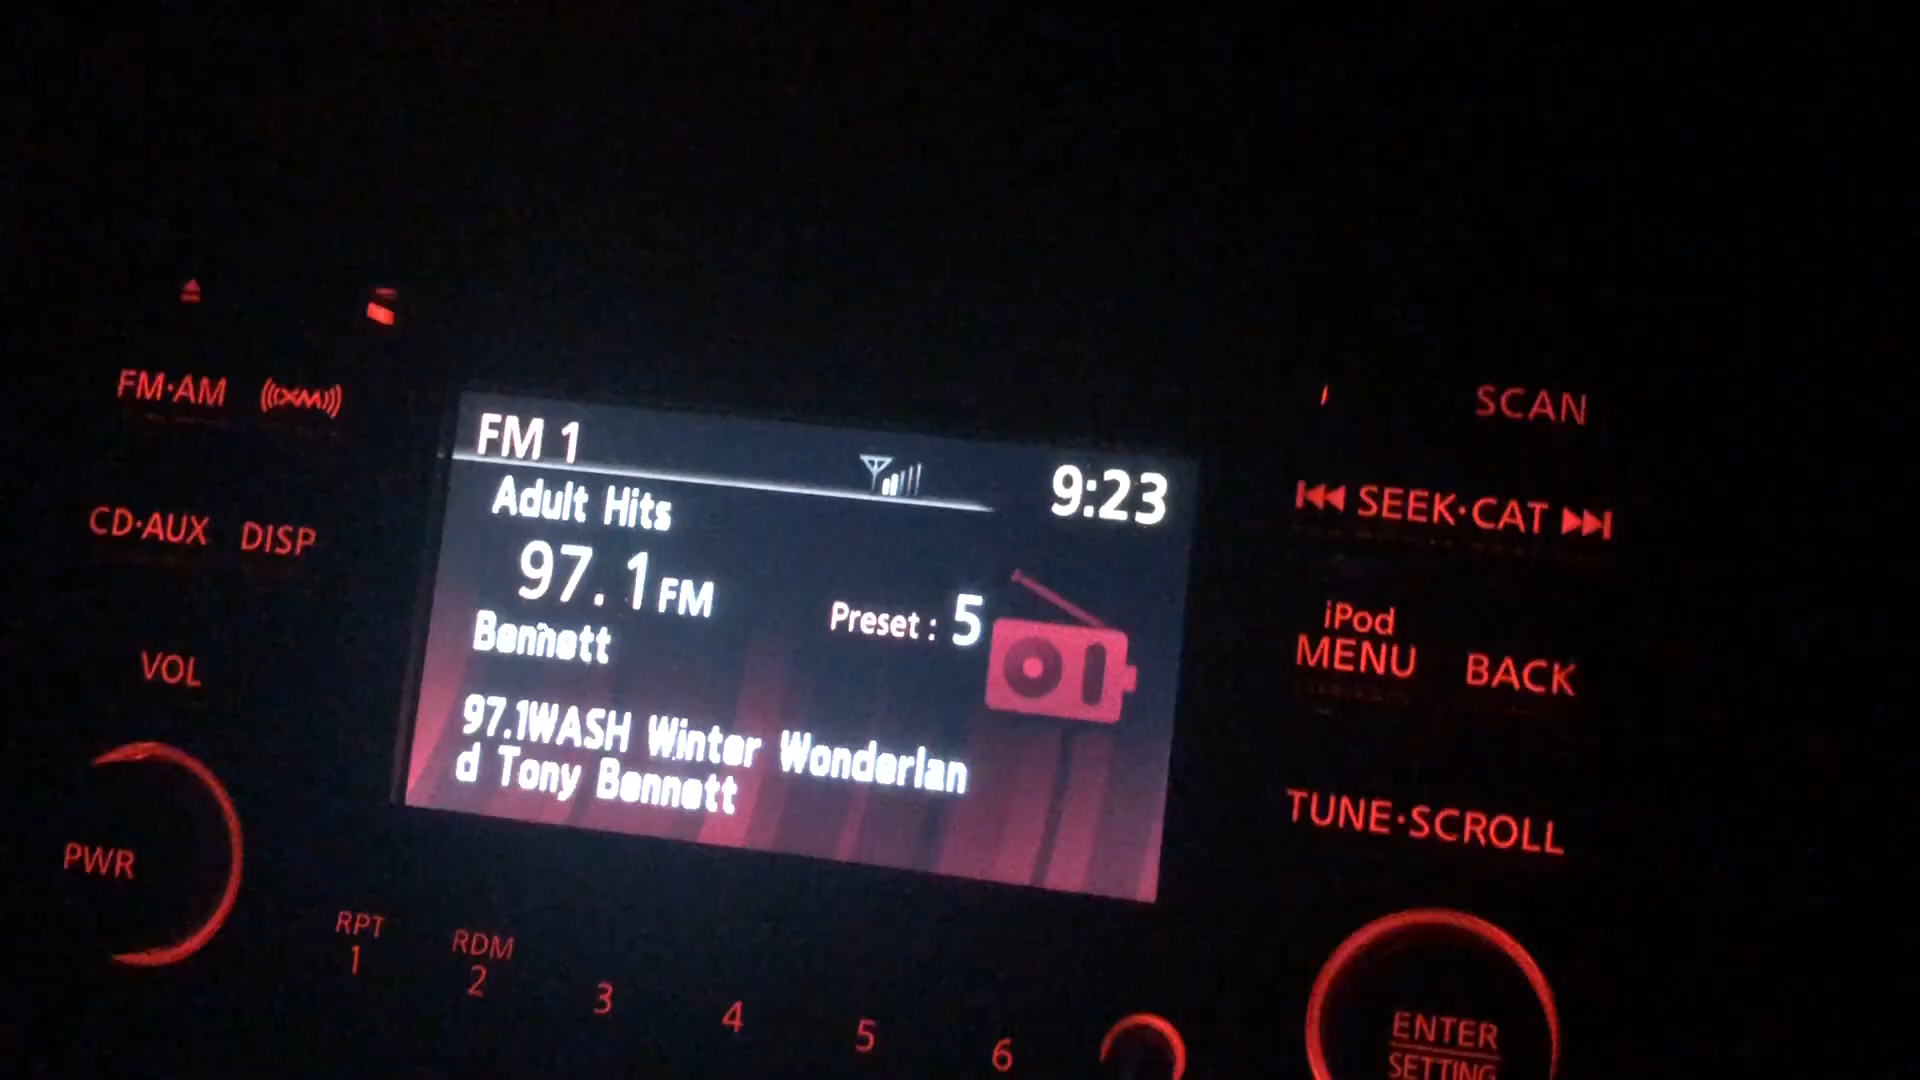 FM·AM
XM
SCAN
FM 1
9:23
Adult Hits
SEEK·CAT
CD·AUX DISP
97.1 FM
Preset : 5
Bennett
iPod
MENU
BACK
VOL
97.1WASH Winter Wonderlan
d Tony Bennett
TUNE·SCROLL
PWR
RPT
1
RDM
2
3
4
5
6
ENTER
SETTING